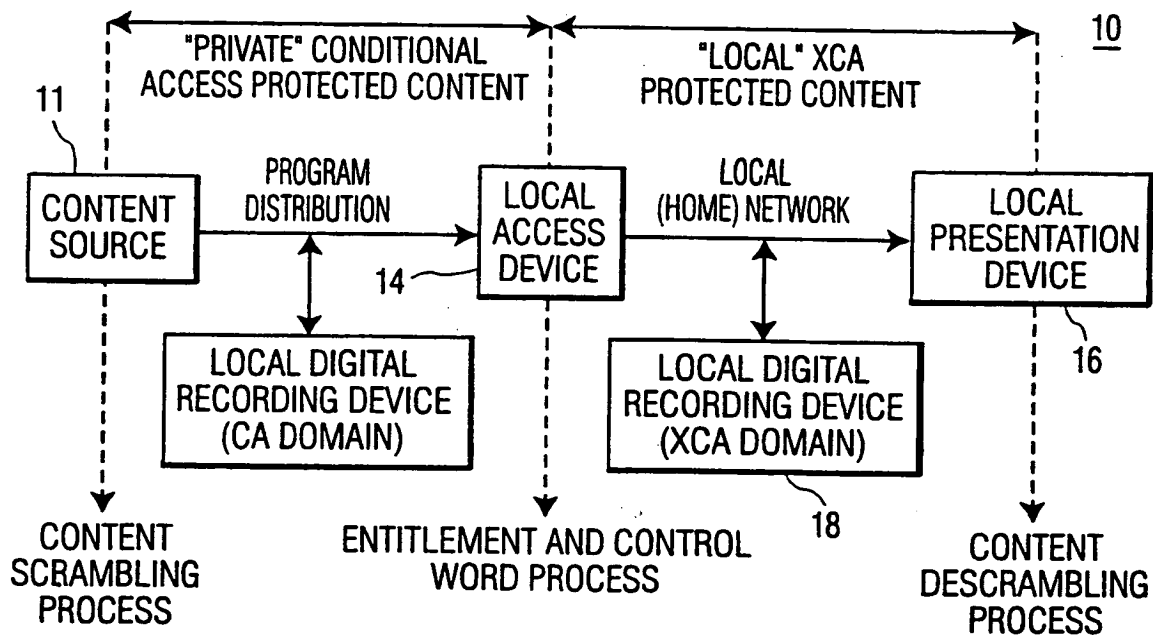 10
"PRIVATE" CONDITIONAL
ACCESS PROTECTED CONTENT
"LOCAL" XCA
PROTECTED CONTENT
11
CONTENT
SOURCE
PROGRAM
DISTRIBUTION
LOCAL
ACCESS
DEVICE
14
LOCAL
(HOME) NETWORK
LOCAL
PRESENTATION
DEVICE
16
LOCAL DIGITAL
RECORDING DEVICE
(CA DOMAIN)
LOCAL DIGITAL
RECORDING DEVICE
(XCA DOMAIN)
18
CONTENT
SCRAMBLING
PROCESS
ENTITLEMENT AND CONTROL
WORD PROCESS
CONTENT
DESCRAMBLING
PROCESS